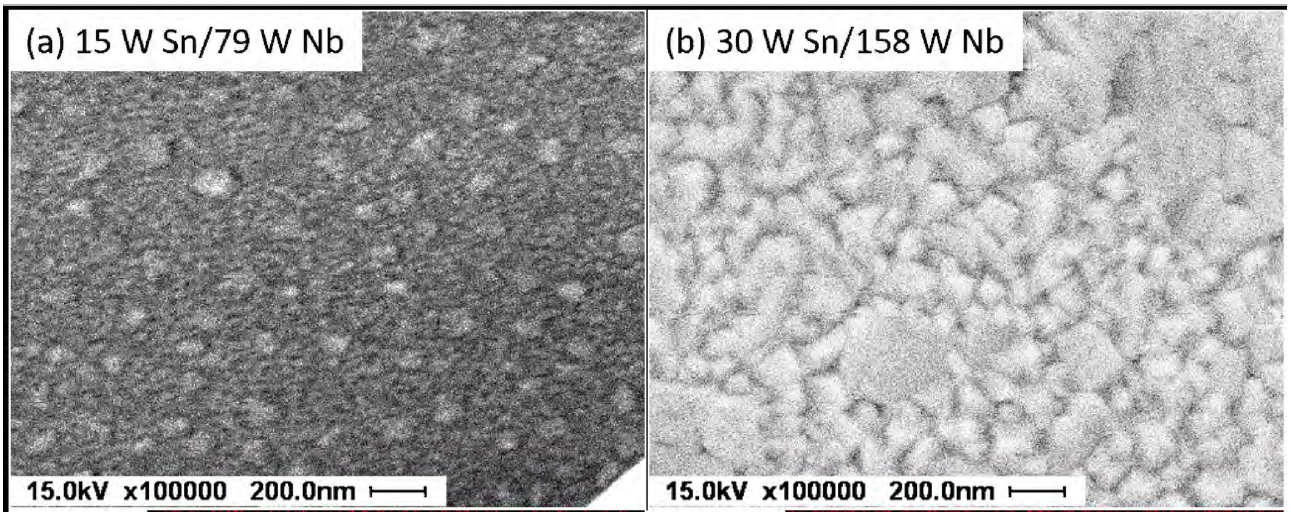 (a) 15 W Sn/79 W Nb
(b) 30 W Sn/158 W Nb
15.0kV x100000 200.0nm
15.0kV x100000 200.0nm